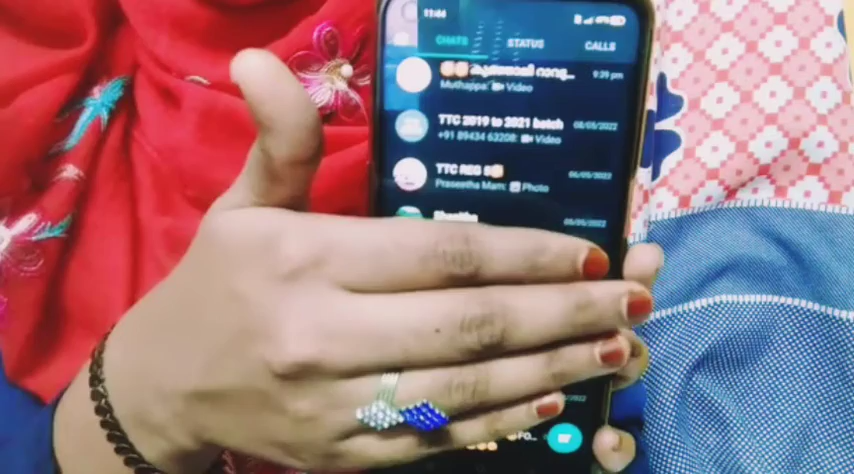 11:44
CHATS STATUS CALLS
കുഞ്ഞാലി റാവു... 9:39 pm
Muthappa: Video
TTC 2019 to 2021 batch 08/05/2022
+91 89434 63208: Video
TTC REG S 06/05/2022
Praseetha Mam: Photo
05/05/2022